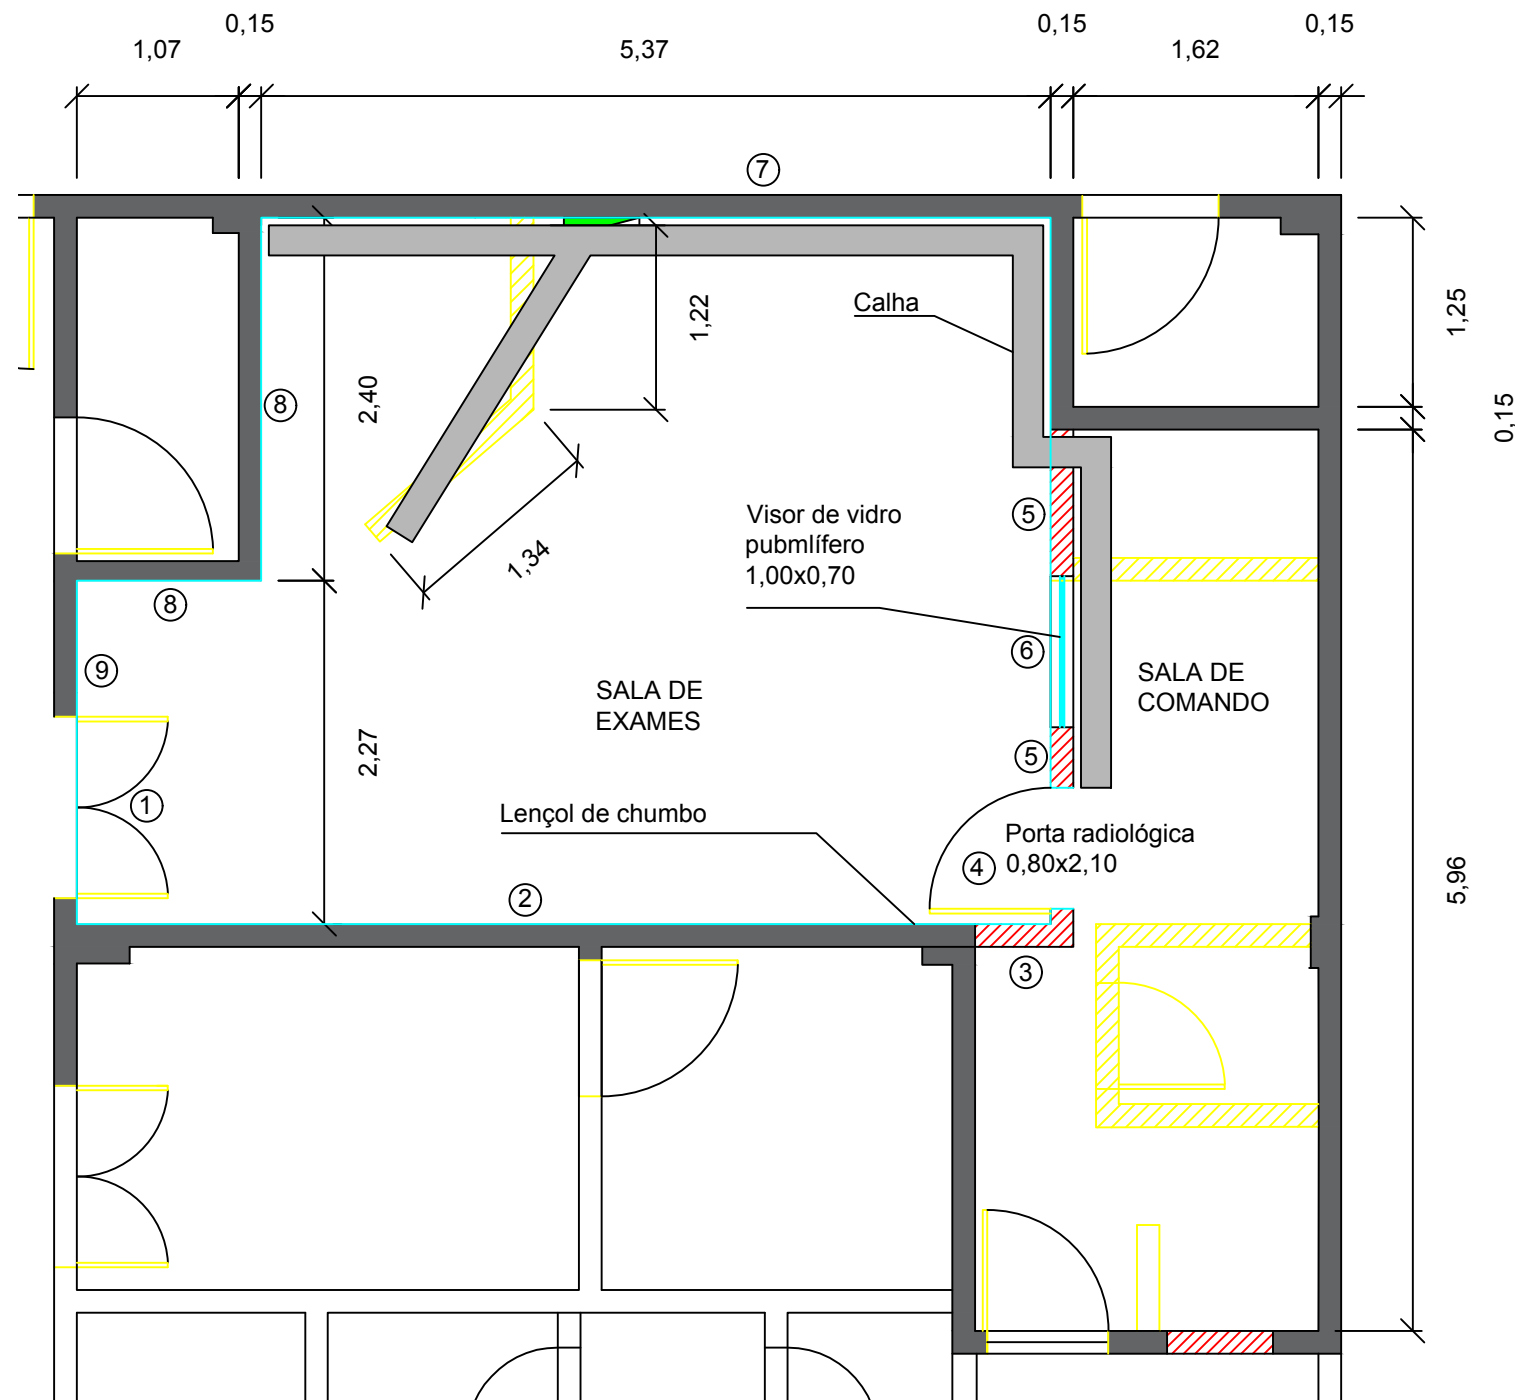 0,15
0,15
0,15
1,07
5,37
1,62
7
1,22
Calha
1,25
2,40
8
0,15
5
Visor de vidro
pubmlífero
1,00x0,70
1,34
8
6
9
SALA DE
EXAMES
SALA DE
COMANDO
2,27
5
1
Lençol de chumbo
Porta radiológica
0,80x2,10
4
2
5,96
3